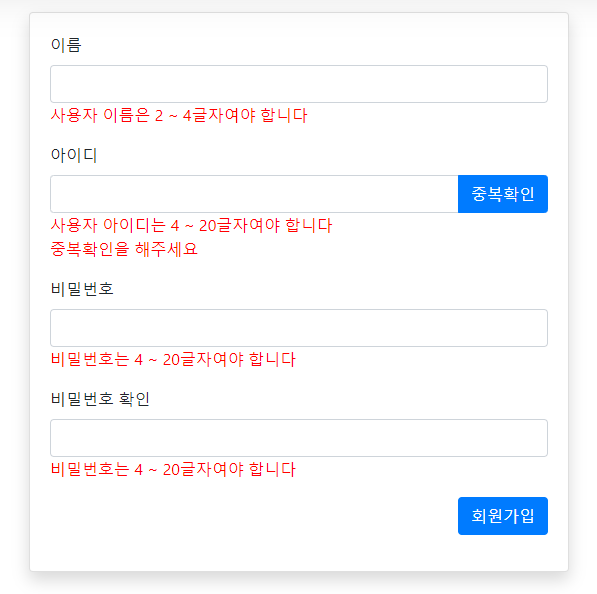 이름
사용자 이름은 2 ~ 4글자여야 합니다
아이디
중복확인
사용자 아이디는 4 ~ 20글자여야 합니다
중복확인을 해주세요
비밀번호
비밀번호는 4 ~ 20글자여야 합니다
비밀번호 확인
비밀번호는 4 ~ 20글자여야 합니다
회원가입